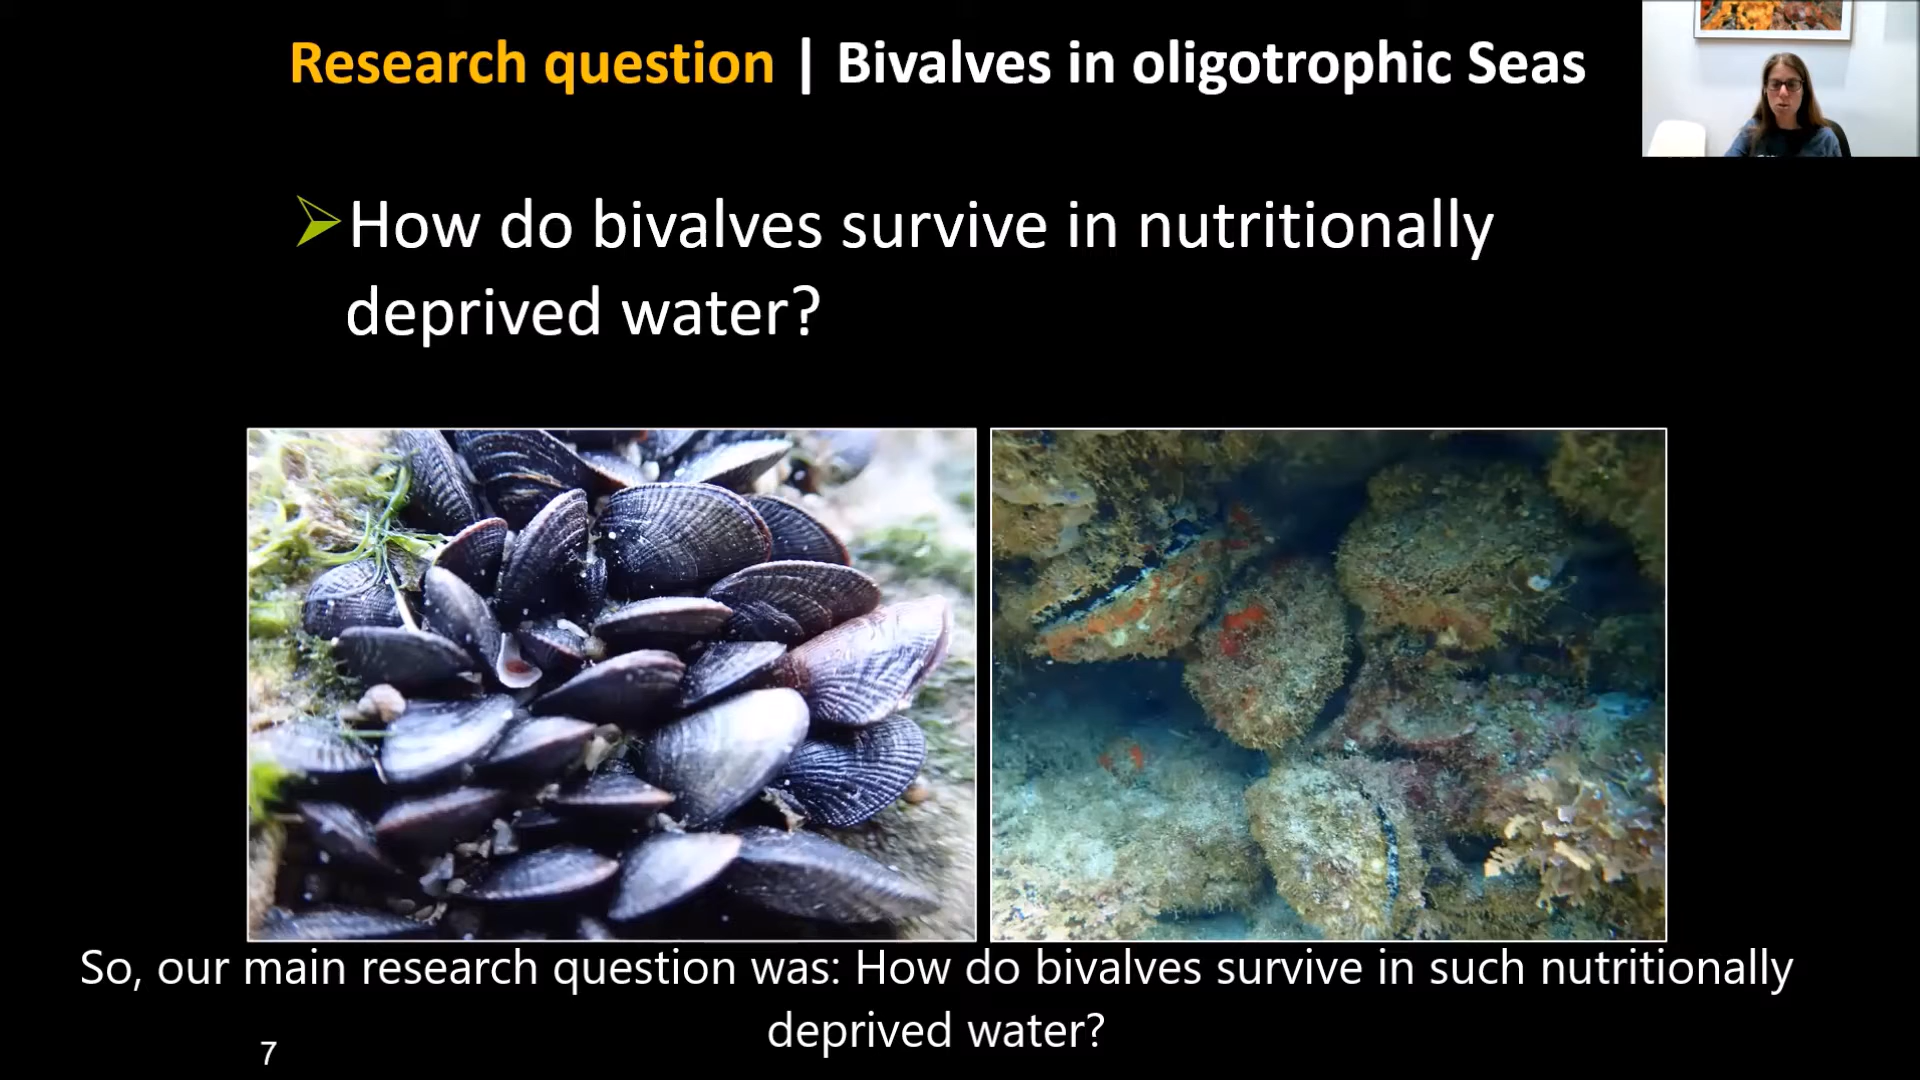 Research question | Bivalves in oligotrophic Seas
How do bivalves survive in nutritionally
deprived water?
So, our main research question was: How do bivalves survive in such nutritionally
deprived water?
7